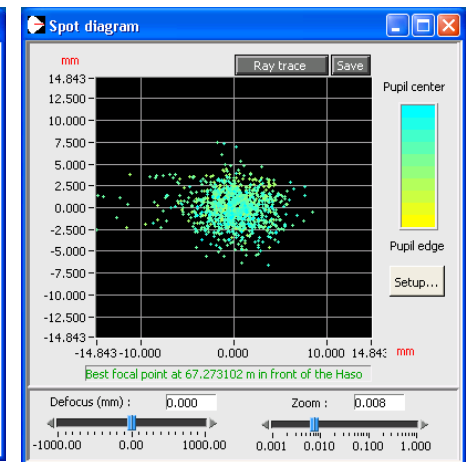 Spot diagram
mm
Ray trace Save
14.843
12.500
10.000
7.500
5.000
2.500
0.000
-2.500
-5.000
-7.500
-10.000
-12.500
-14.843
-14.843 -10.000 0.000 10.000 14.843 mm
Pupil center
Pupil edge
Setup...
Best focal point at 67.273102 m in front of the Haso
Defocus (mm) : 0.000 Zoom : 0.008
-1000.00 0.00 1000.00 0.001 0.010 0.100 1.000